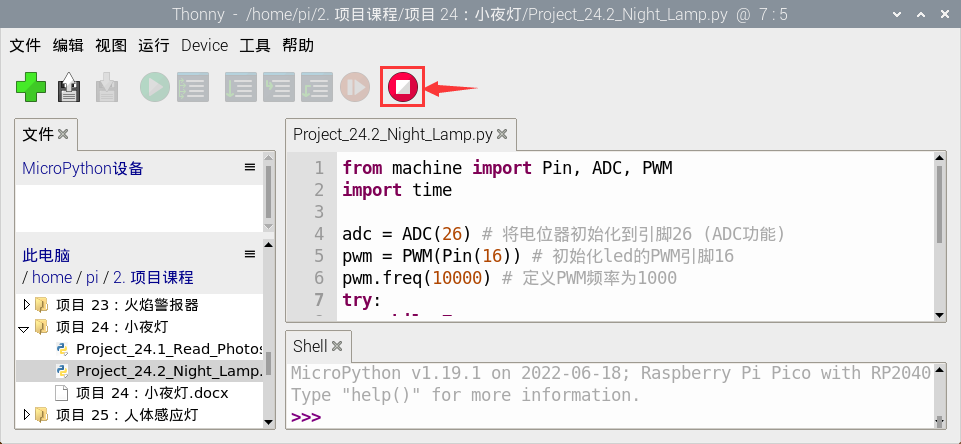 Thonny - /home/pi/2. 项目课程/项目 24：小夜灯/Project_24.2_Night_Lamp.py @ 7 : 5
文件 编辑 视图 运行 Device 工具 帮助
文件
MicroPython设备
此电脑
/ home / pi / 2. 项目课程
项目 23：火焰警报器
项目 24：小夜灯
Project_24.1_Read_Photos
Project_24.2_Night_Lamp.
项目 24：小夜灯.docx
项目 25：人体感应灯
Project_24.2_Night_Lamp.py
1 from machine import Pin, ADC, PWM
2 import time
3
4 adc = ADC(26) # 将电位器初始化到引脚26 (ADC功能)
5 pwm = PWM(Pin(16)) # 初始化led的PWM引脚16
6 pwm.freq(10000) # 定义PWM频率为1000
7 try:
Shell
MicroPython v1.19.1 on 2022-06-18; Raspberry Pi Pico with RP2040
Type "help()" for more information.
>>>